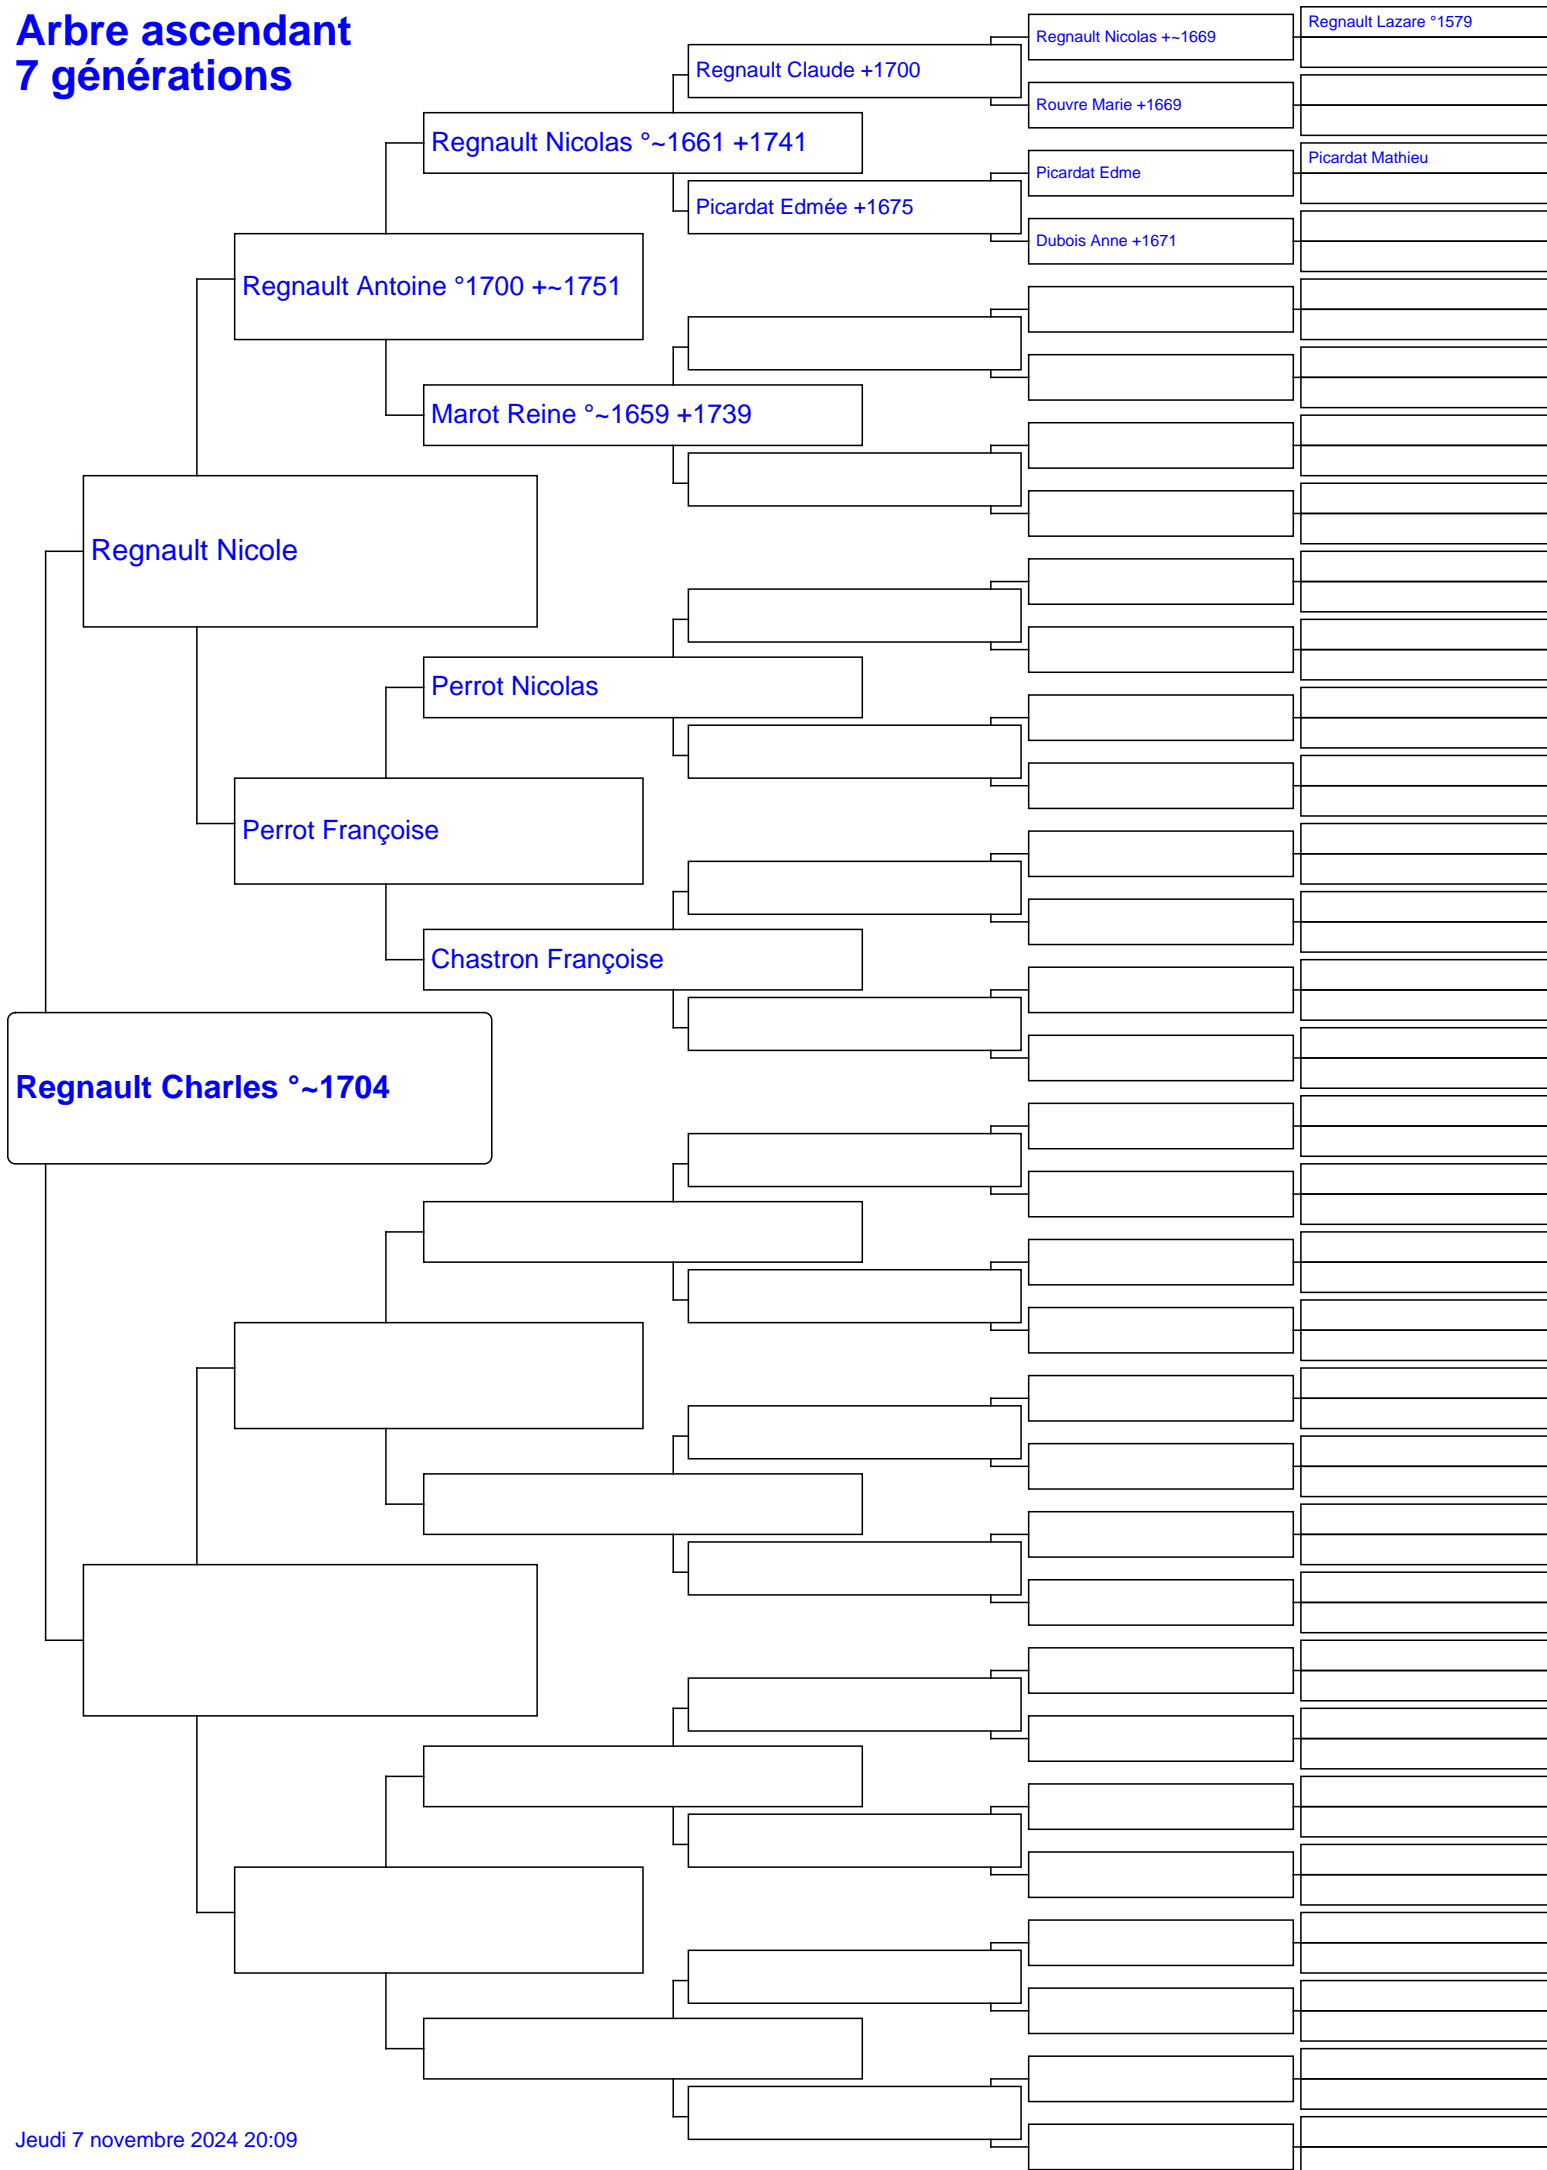 Arbre ascendant
7 générations
Regnault Lazare °1579
Regnault Nicolas +~1669
Regnault Claude +1700
Rouvre Marie +1669
Regnault Nicolas °~1661 +1741
Picardat Mathieu
Picardat Edme
Picardat Edmée +1675
Dubois Anne +1671
Regnault Antoine °1700 +~1751
Marot Reine °~1659 +1739
Regnault Nicole
Perrot Nicolas
Perrot Françoise
Chastron Françoise
Regnault Charles °~1704
Jeudi 7 novembre 2024 20:09